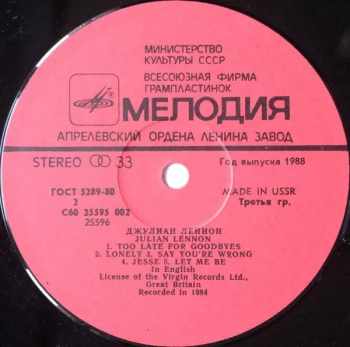 МИНИСТЕРСТВО
КУЛЬТУРЫ СССР
ВСЕСОЮЗНАЯ ФИРМА
ГРАМПЛАСТИНОК
МЕЛОДИЯ
АПРЕЛЕВСКИЙ ОРДЕНА ЛЕНИНА ЗАВОД
STEREO 33
Год выпуска 1988
ГОСТ 5289-80
2
С60 25595 002
25596
MADE IN USSR
Третья гр.
ДЖУЛИАН ЛЕННОН
JULIAN LENNON
1. TOO LATE FOR GOODBYES
2. LONELY 3. SAY YOU'RE WRONG
4. JESSE 5. LET ME BE
In English
License of the Virgin Records Ltd.,
Great Britain
Recorded in 1984